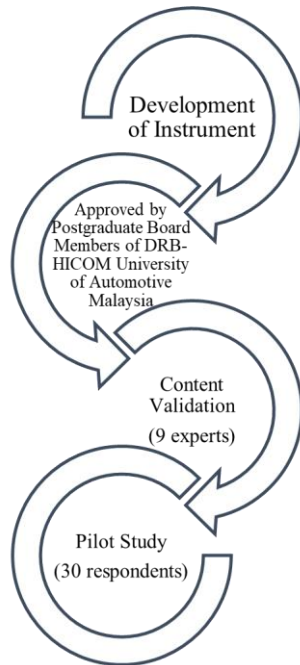 Development
of Instrument
Approved by
Postgraduate Board
Members of DRB-
HICOM University
of Automotive
Malaysia
Content
Validation
(9 experts)
Pilot Study
(30 respondents)